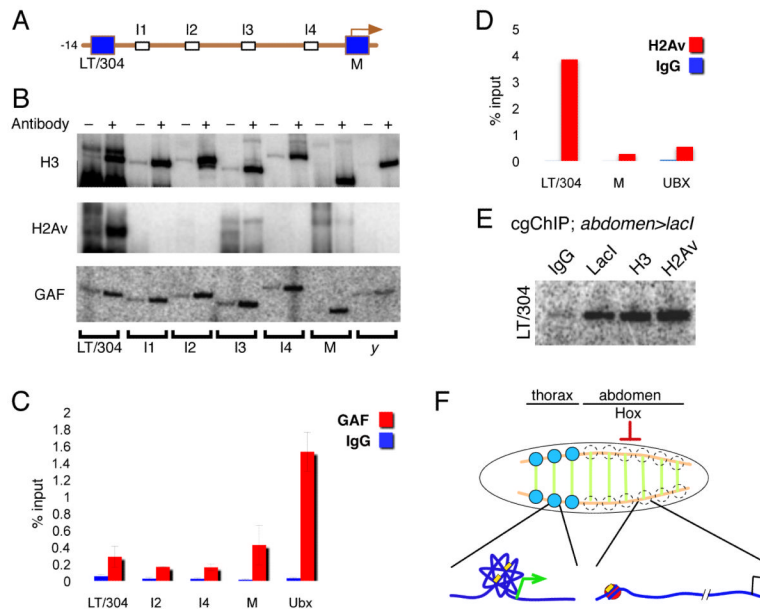 A
-14
I1 I2 I3 I4
LT/304
M
B
Antibody
– + – + – + – + – + – + – +
H3
H2Av
GAF
LT/304 I1 I2 I3 I4 M y
C
2
1.8
1.6
1.4
1.2
1
0.8
0.6
0.4
0.2
0
% input
GAF
IgG
LT/304 I2 I4 M Ubx
D
5
4
3
2
1
0
% input
H2Av
IgG
LT/304 M UBX
E
cgChIP; abdomen>lacI
IgG LacI H3 H2Av
LT/304
F
thorax abdomen
Hox